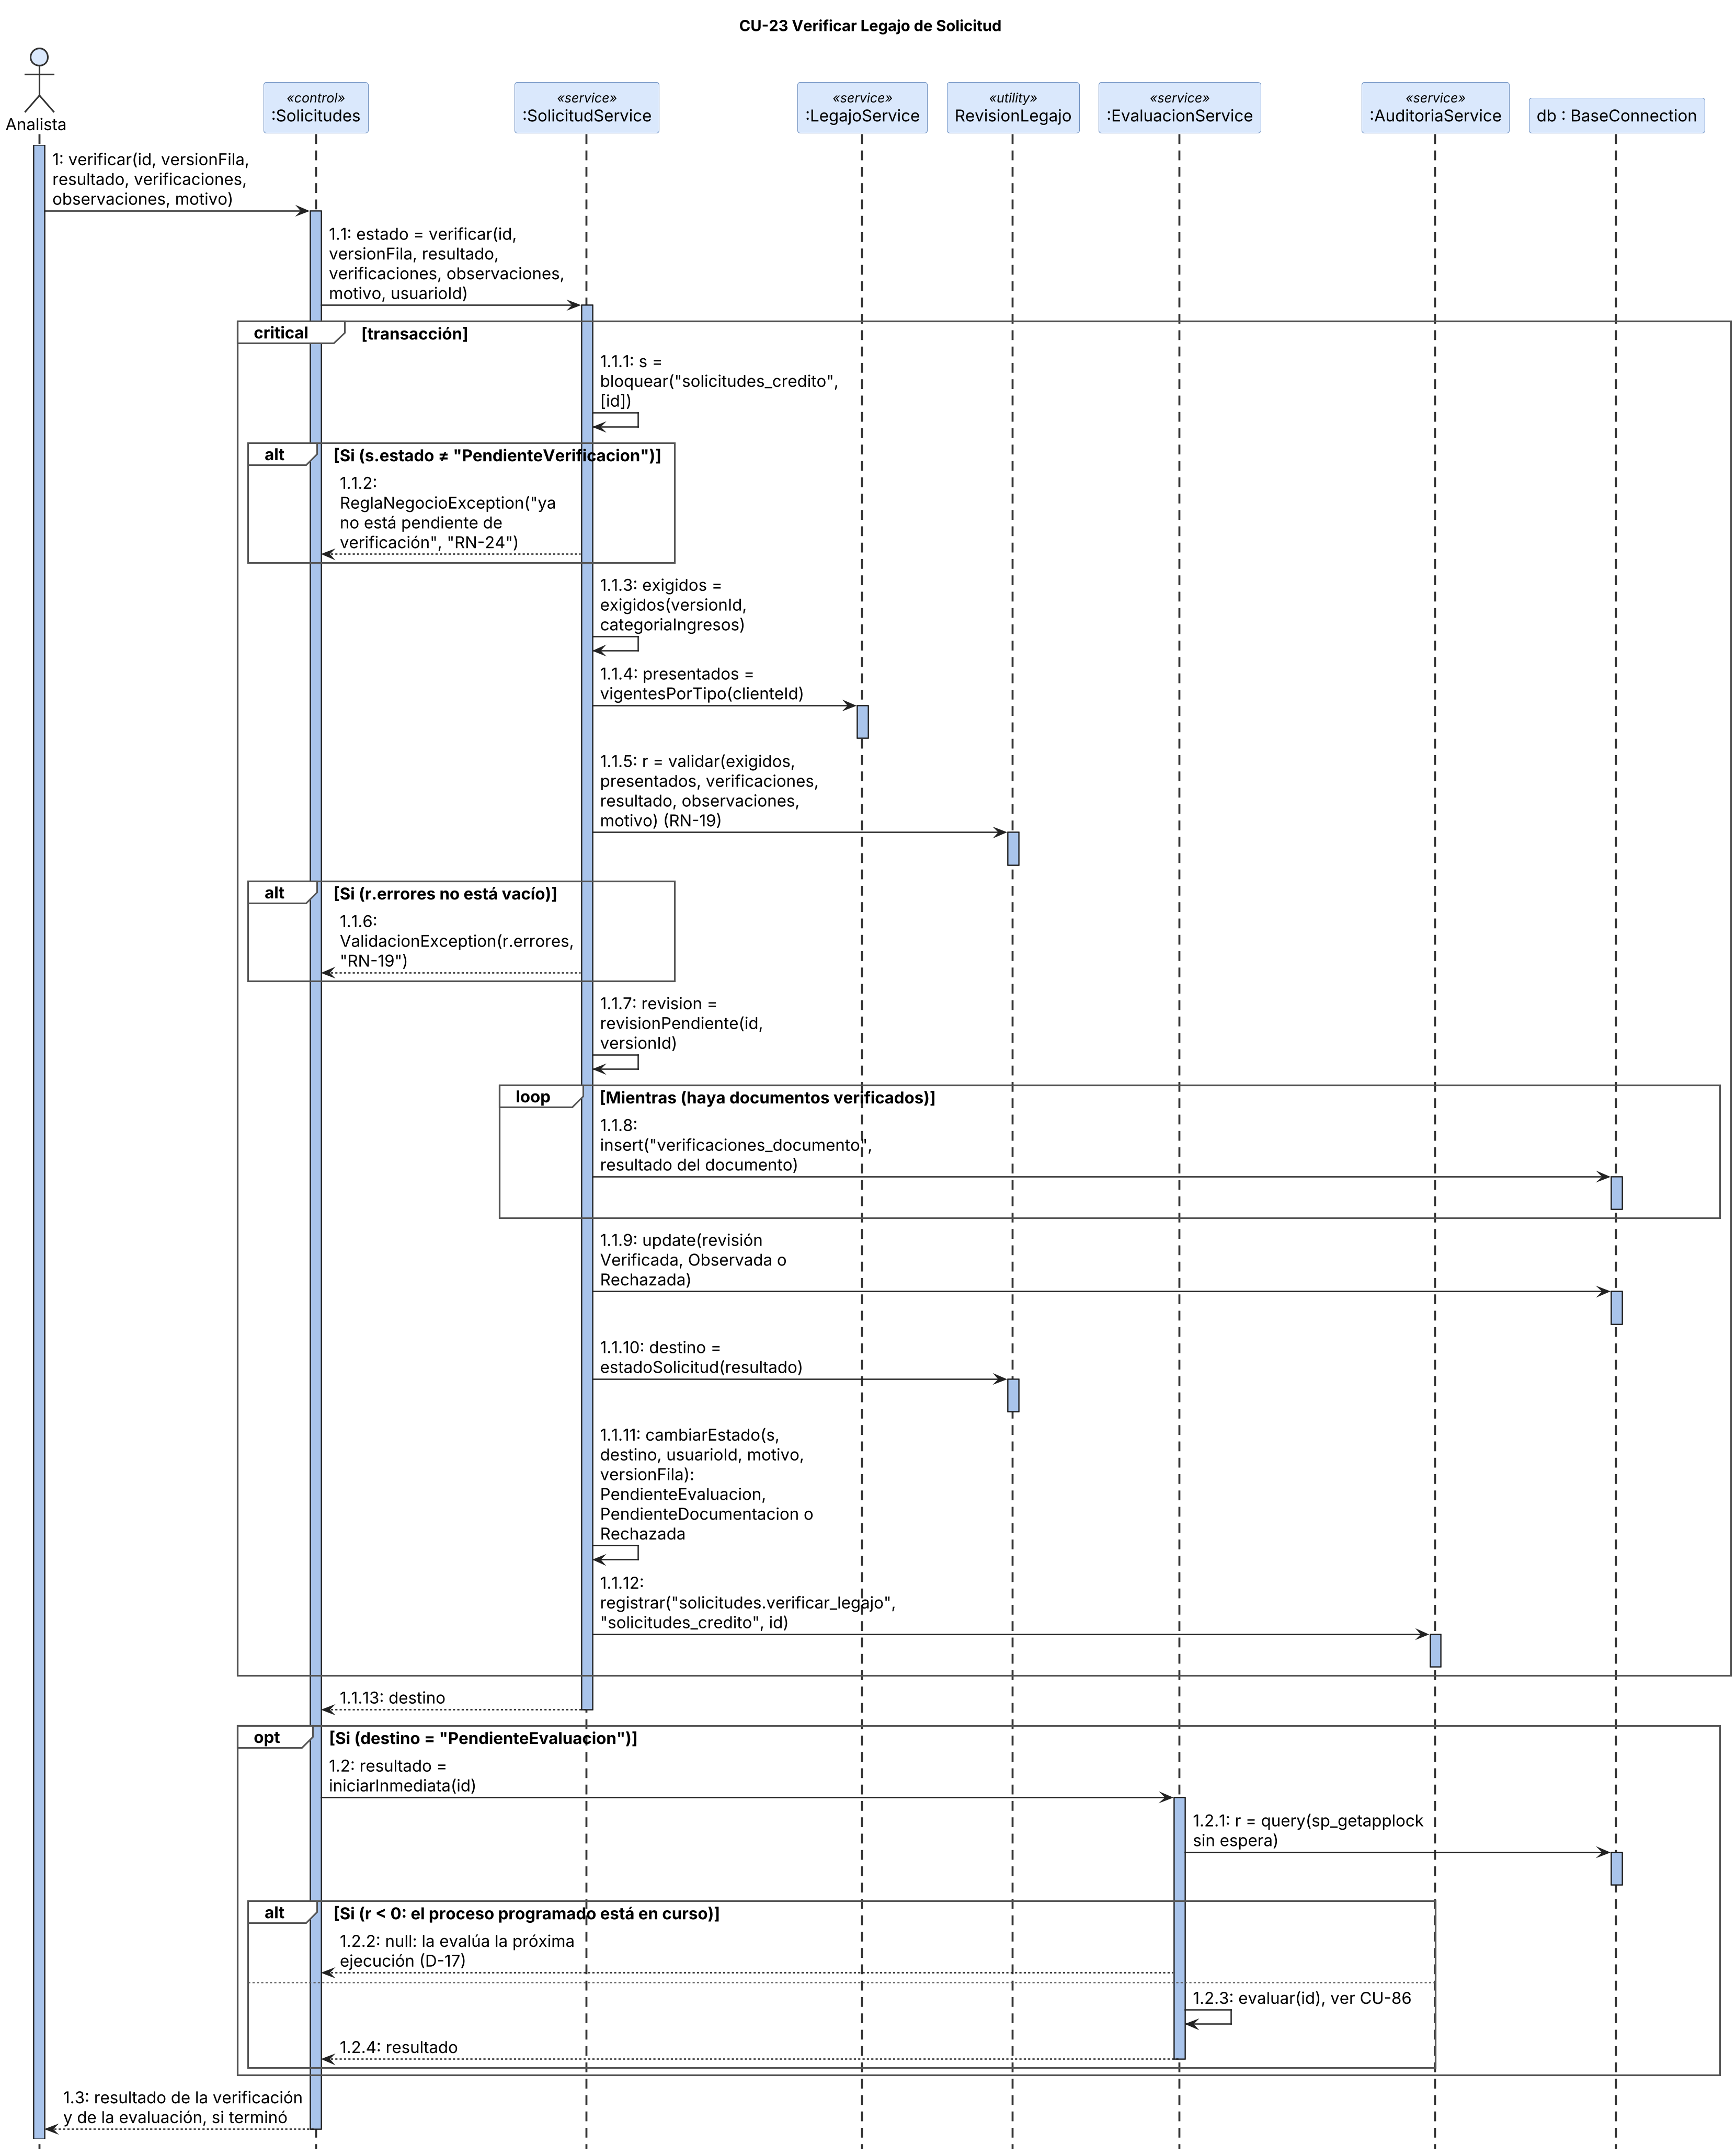 CU-23 Verificar Legajo de Solicitud
Analista
«control»
:Solicitudes
«service»
:SolicitudService
«service»
:LegajoService
«utility»
RevisionLegajo
«service»
:EvaluacionService
«service»
:AuditoriaService
db : BaseConnection
1: verificar(id, versionFila,
resultado, verificaciones,
observaciones, motivo)
1.1: estado = verificar(id,
versionFila, resultado,
verificaciones, observaciones,
motivo, usuarioId)
critical
[transacción]
1.1.1: s =
bloquear("solicitudes_credito",
[id])
alt
[Si (s.estado ≠ "PendienteVerificacion")]
1.1.2:
ReglaNegocioException("ya
no está pendiente de
verificación", "RN-24")
1.1.3: exigidos =
exigidos(versionId,
categoriaIngresos)
1.1.4: presentados =
vigentesPorTipo(clienteId)
1.1.5: r = validar(exigidos,
presentados, verificaciones,
resultado, observaciones,
motivo) (RN-19)
alt
[Si (r.errores no está vacío)]
1.1.6:
ValidacionException(r.errores,
"RN-19")
1.1.7: revision =
revisionPendiente(id,
versionId)
loop
[Mientras (haya documentos verificados)]
1.1.8:
insert("verificaciones_documento",
resultado del documento)
1.1.9: update(revisión
Verificada, Observada o
Rechazada)
1.1.10: destino =
estadoSolicitud(resultado)
1.1.11: cambiarEstado(s,
destino, usuarioId, motivo,
versionFila):
PendienteEvaluacion,
PendienteDocumentacion o
Rechazada
1.1.12:
registrar("solicitudes.verificar_legajo",
"solicitudes_credito", id)
1.1.13: destino
opt
[Si (destino = "PendienteEvaluacion")]
1.2: resultado =
iniciarInmediata(id)
1.2.1: r = query(sp_getapplock
sin espera)
alt
[Si (r < 0: el proceso programado está en curso)]
1.2.2: null: la evalúa la próxima
ejecución (D-17)
1.2.3: evaluar(id), ver CU-86
1.2.4: resultado
1.3: resultado de la verificación
y de la evaluación, si terminó